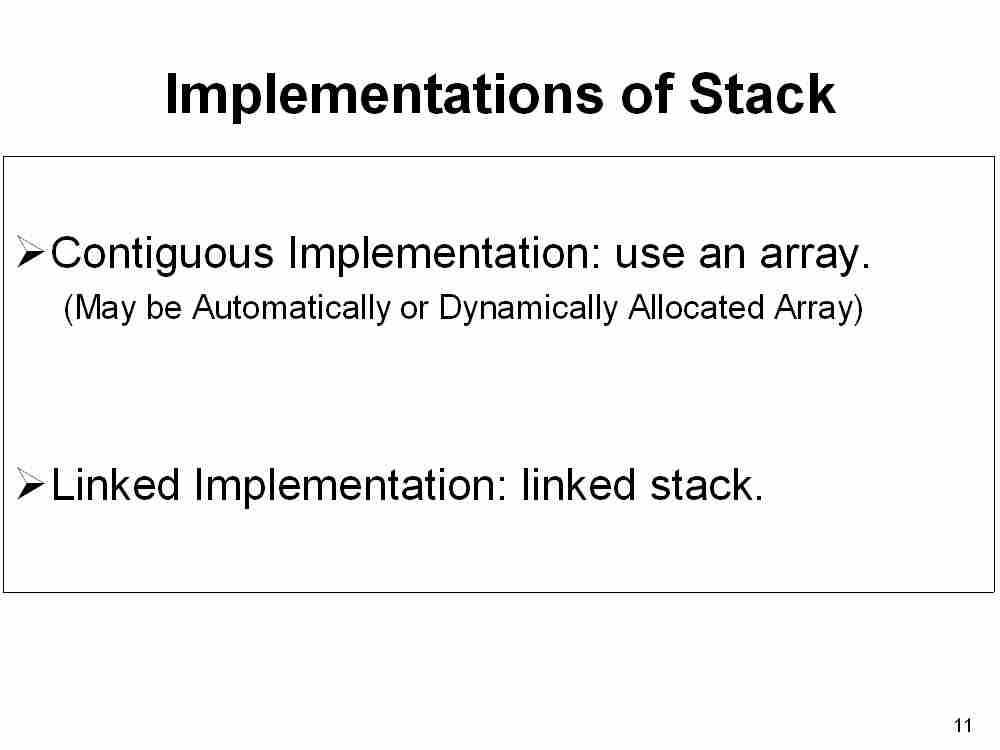 Implementations of Stack
➢Contiguous Implementation: use an array.
(May be Automatically or Dynamically Allocated Array)
➢Linked Implementation: linked stack.
11